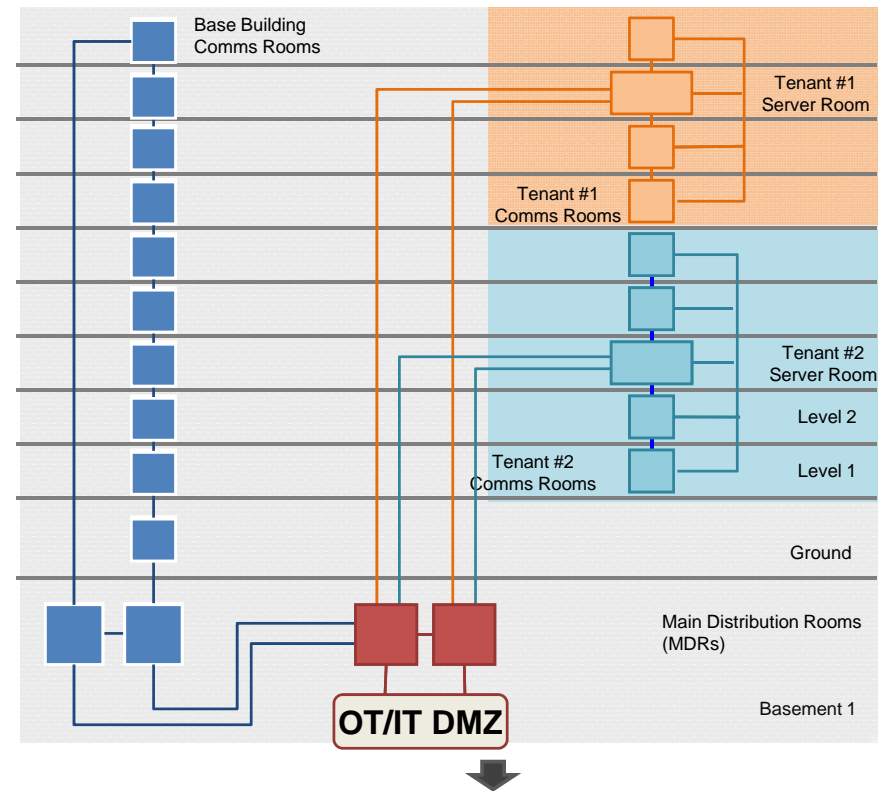 Base Building
Comms Rooms
Tenant #1
Server Room
Tenant #1
Comms Rooms
Tenant #2
Server Room
Level 2
Tenant #2
Comms Rooms
Level 1
Ground
Main Distribution Rooms
(MDRs)
Basement 1
OT/IT DMZ